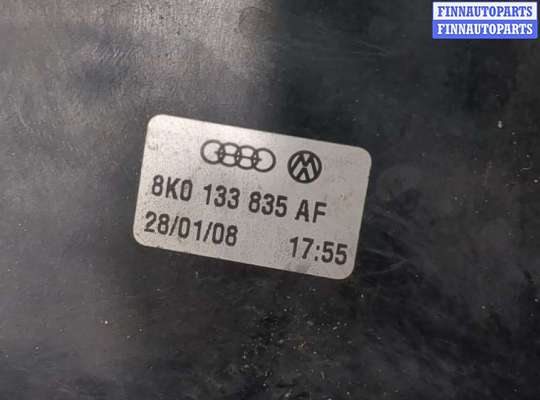 FINNAUTOPARTS
FINNAUTOPARTS
8K0 133 835 AF
28/01/08 17:55